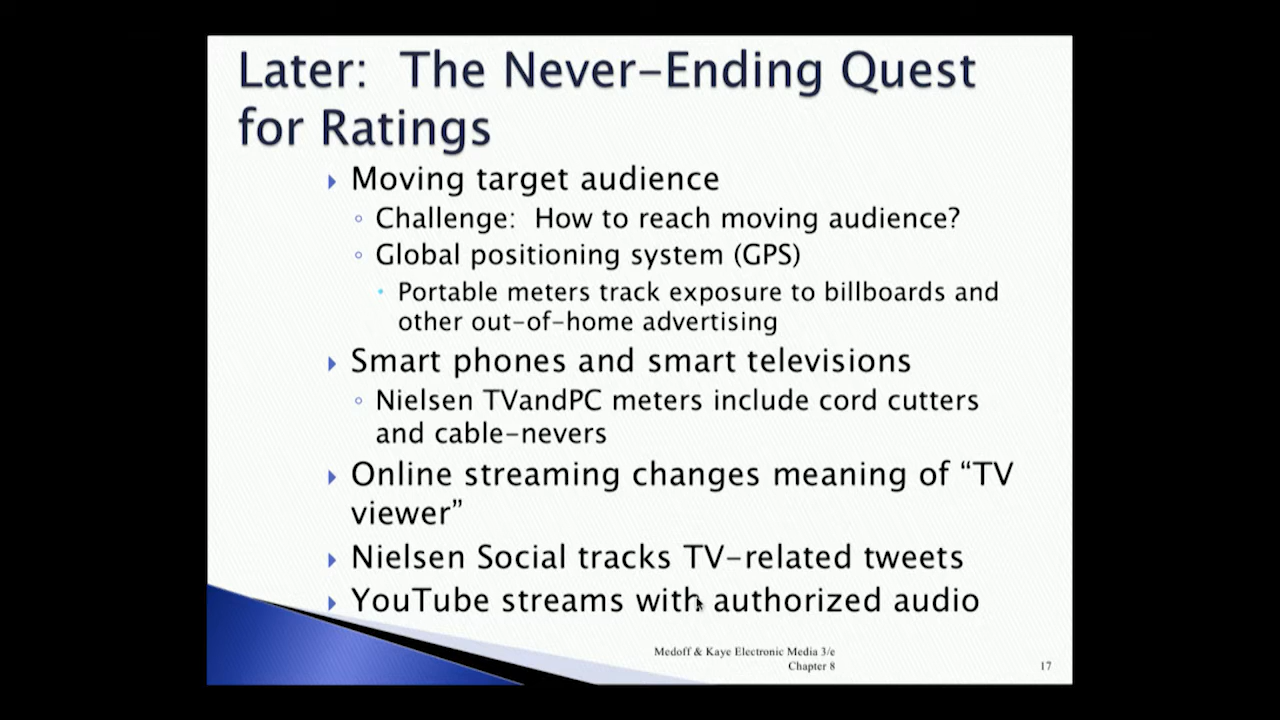 Later: The Never-Ending Quest
for Ratings
Moving target audience
Challenge: How to reach moving audience?
Global positioning system (GPS)
Portable meters track exposure to billboards and
other out-of-home advertising
Smart phones and smart televisions
Nielsen TVandPC meters include cord cutters
and cable-nevers
Online streaming changes meaning of “TV
viewer”
Nielsen Social tracks TV-related tweets
YouTube streams with authorized audio
Medoff & Kaye Electronic Media 3/e
Chapter 8
17